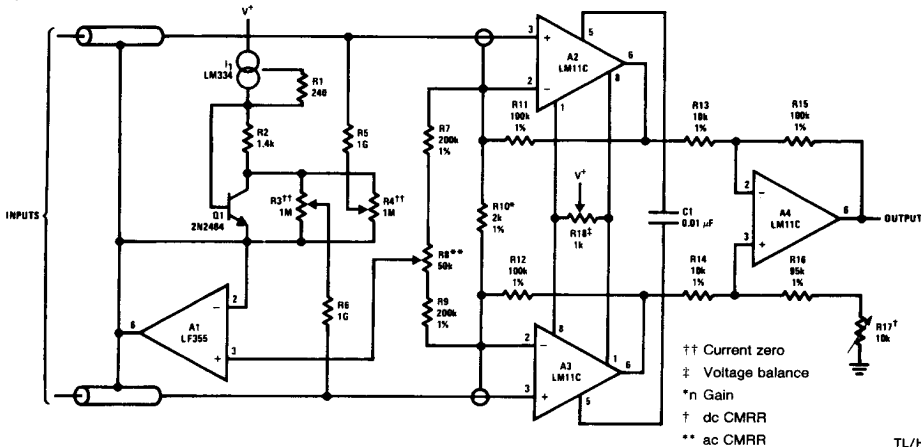 V+
I1
LM334
R1
240
R2
1.4k
R3††
1M
R4††
1M
R5
1G
Q1
2N2484
INPUTS
A1
LF355
2
3
6
R6
1G
R7
200k
1%
R8**
50k
R9
200k
1%
R10*
2k
1%
R11
100k
1%
R12
100k
1%
V+
R18‡
1k
3
2
5
6
8
1
A2
LM11C
C1
0.01 µF
2
3
8
1
6
5
A3
LM11C
R13
10k
1%
R14
10k
1%
R15
100k
1%
R16
95k
1%
2
3
6
A4
LM11C
OUTPUT
R17†
10k
†† Current zero
‡ Voltage balance
*n Gain
† dc CMRR
** ac CMRR